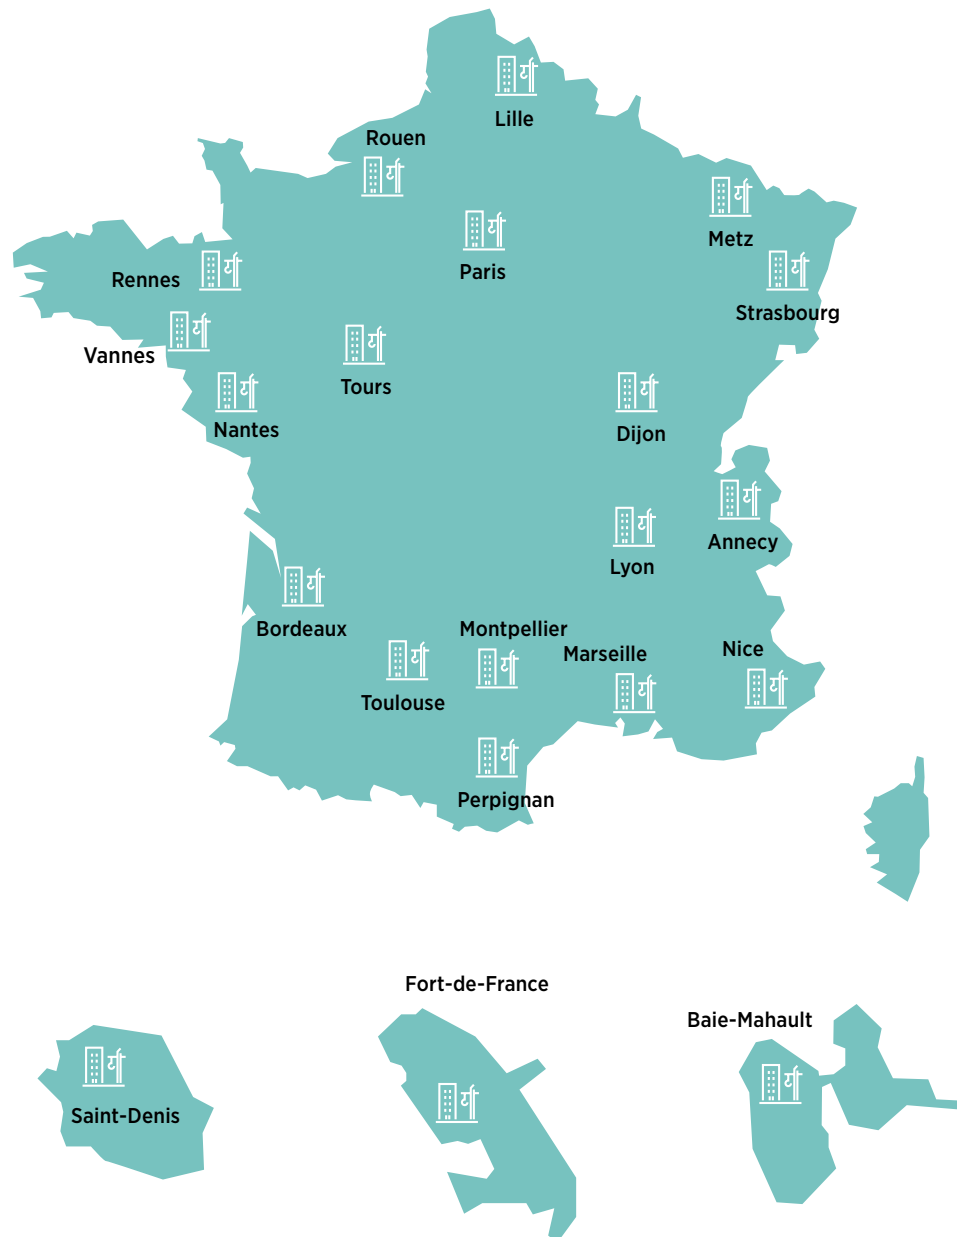 Lille
Rouen
Metz
Paris
Rennes
Strasbourg
Vannes
Tours
Nantes
Dijon
Annecy
Lyon
Bordeaux
Montpellier
Marseille
Nice
Toulouse
Perpignan
Fort-de-France
Baie-Mahault
Saint-Denis